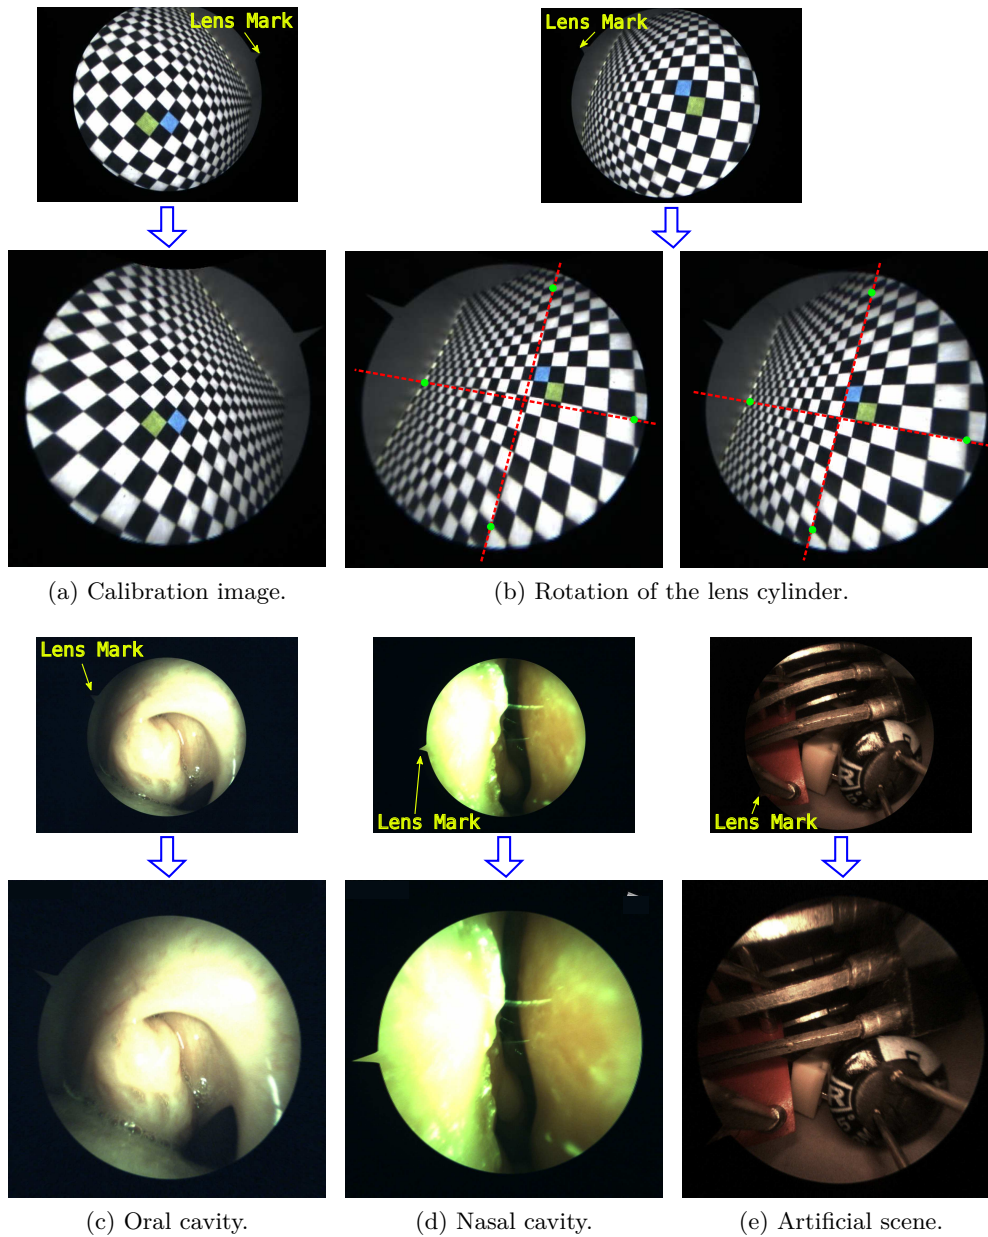 Lens Mark
Lens Mark
(a) Calibration image.
(b) Rotation of the lens cylinder.
Lens Mark
Lens Mark
Lens Mark
(c) Oral cavity.
(d) Nasal cavity.
(e) Artificial scene.